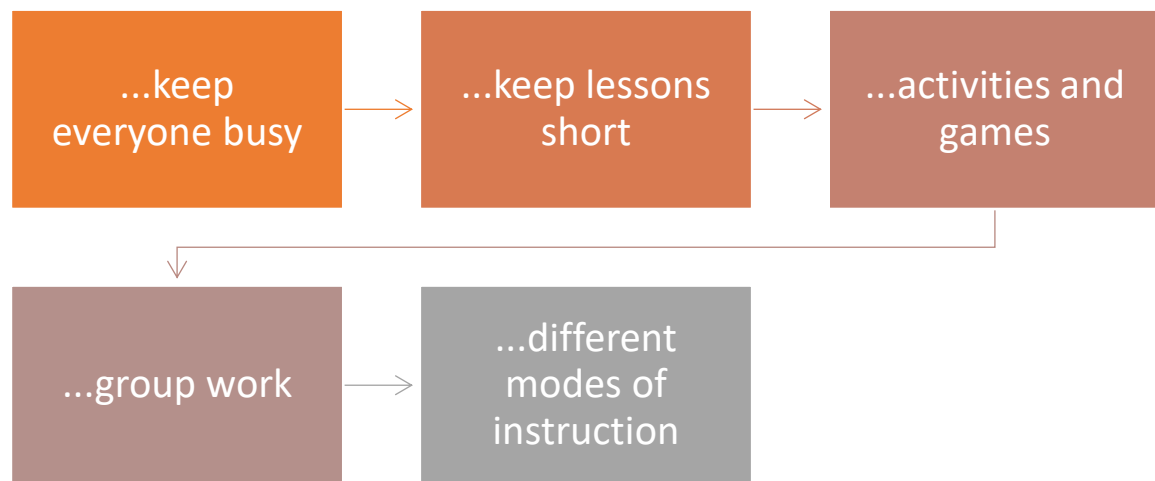 ...keep
everyone busy
...keep lessons
short
...activities and
games
...group work
...different
modes of
instruction